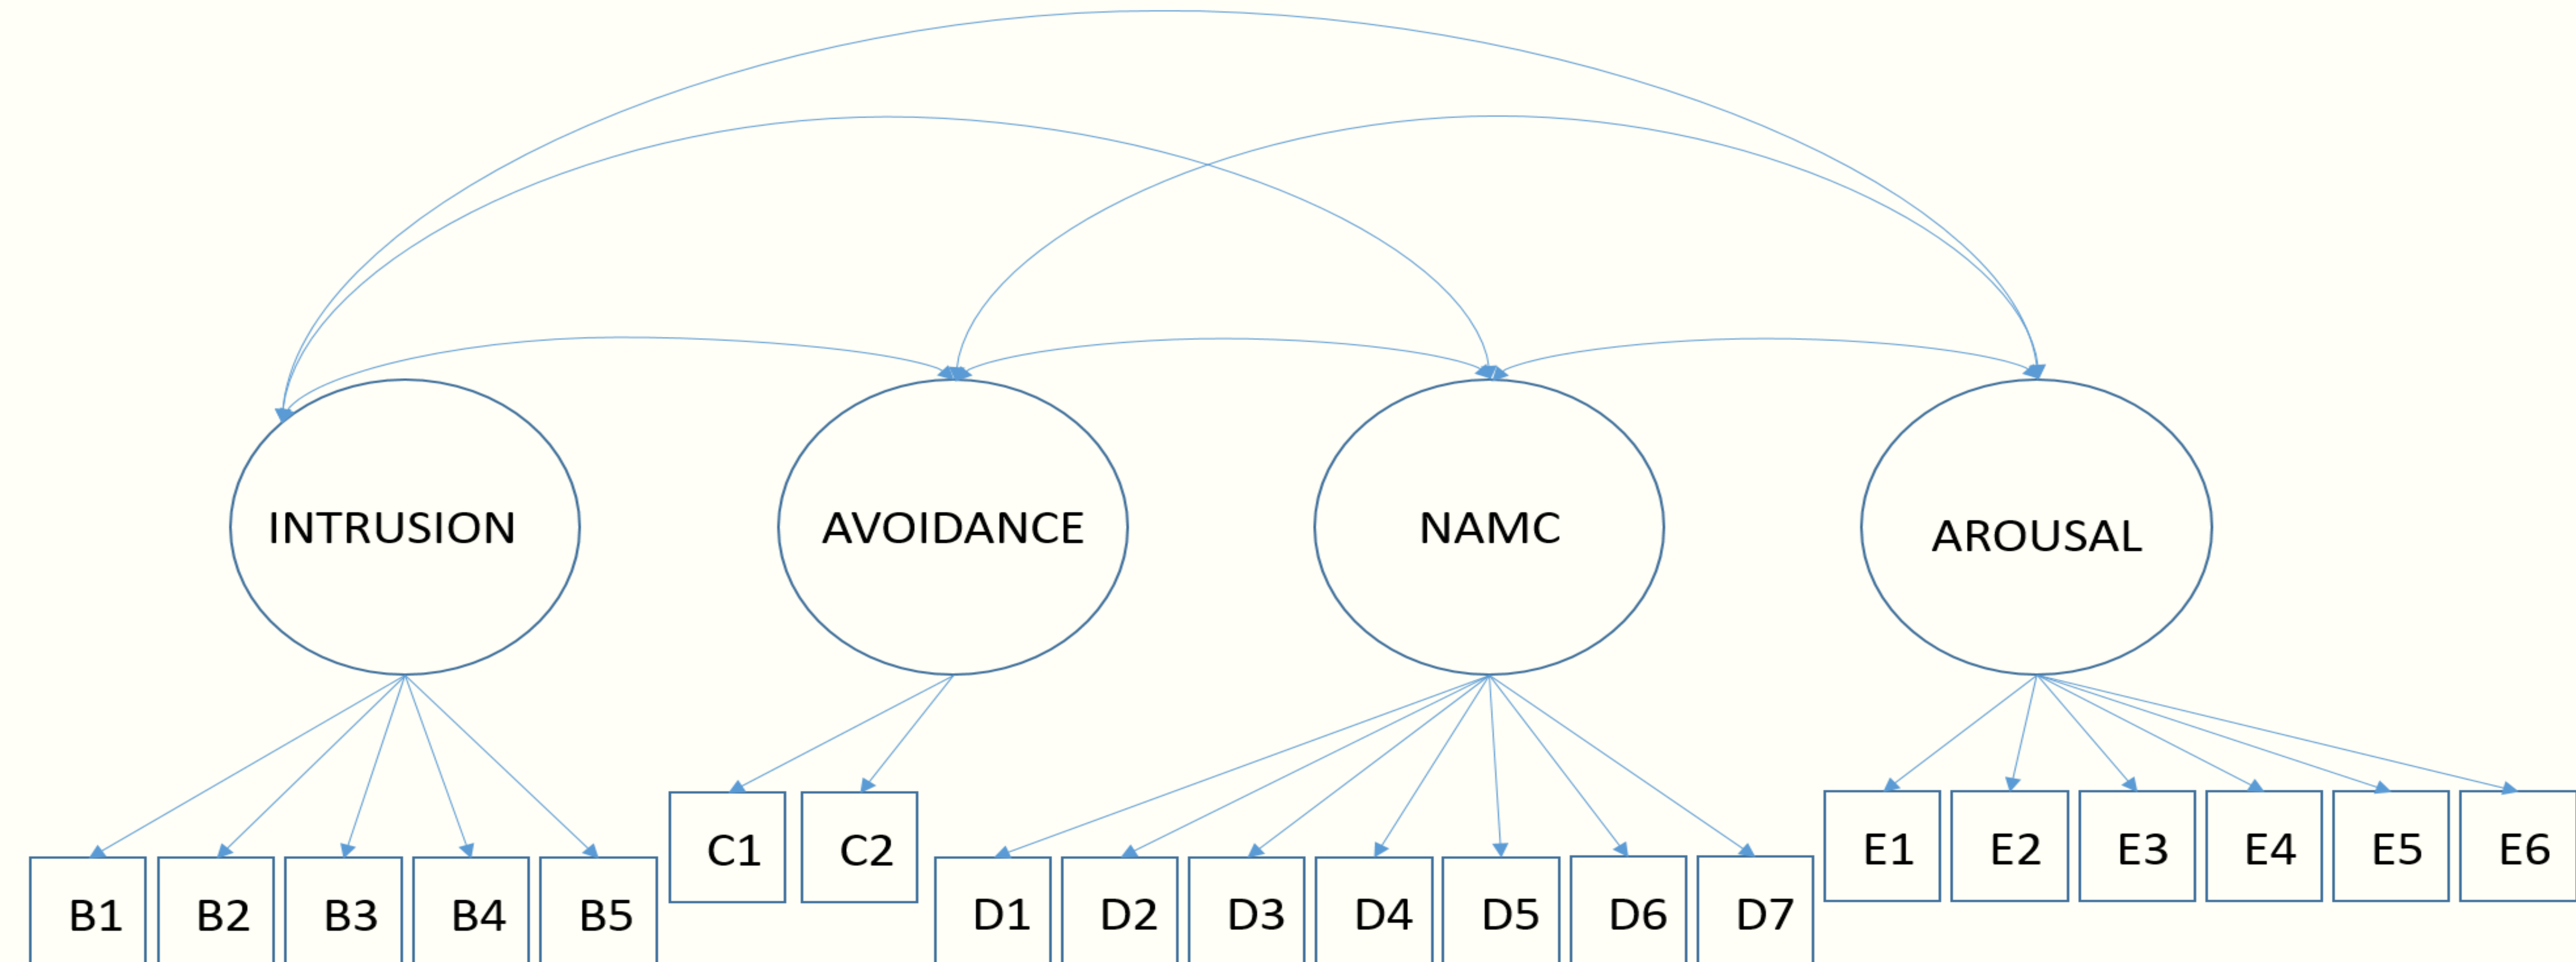 INTRUSION AVOIDANCE NAMC AROUSAL
C1 C2 E1 E2 E3 E4 E5 E6
B1 B2 B3 B4 B5 D1 D2 D3 D4 D5 D6 D7